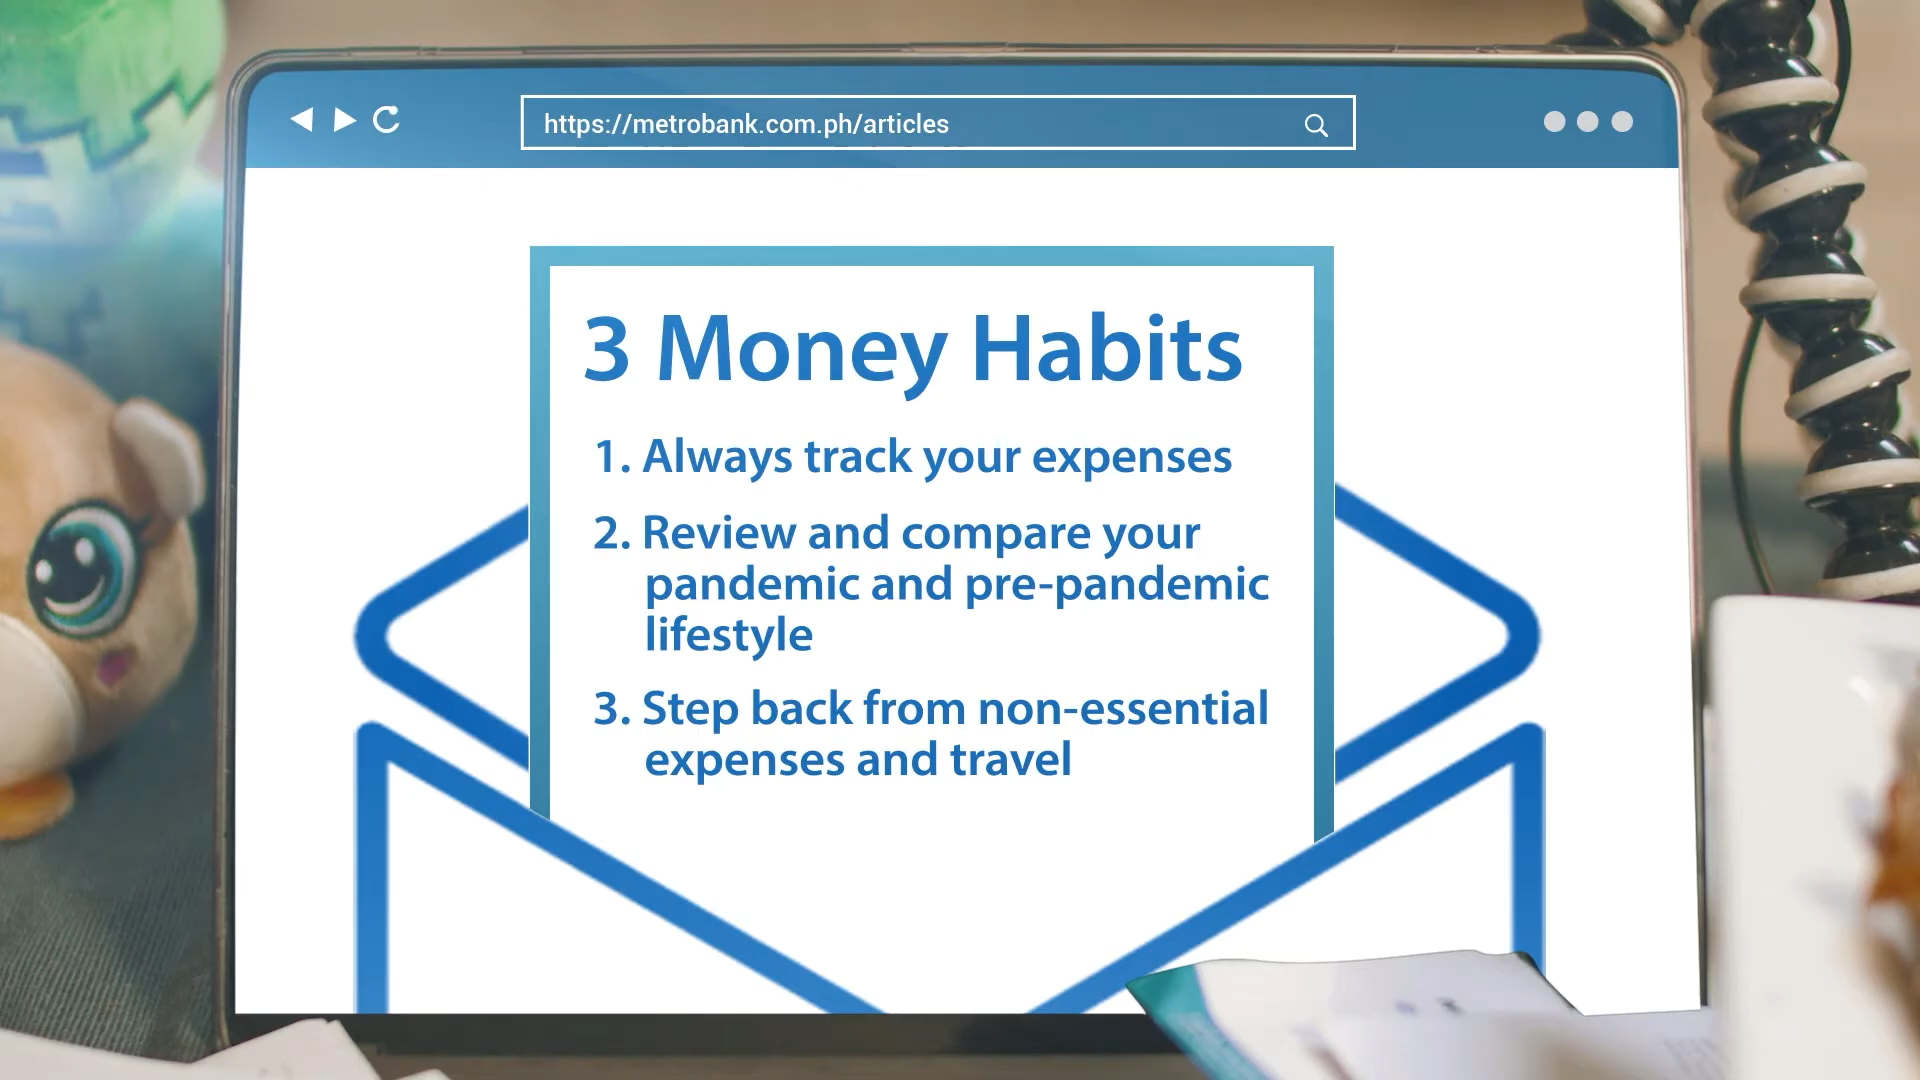 https://metrobank.com.ph/articles
3 Money Habits
1. Always track your expenses
2. Review and compare your
pandemic and pre-pandemic
lifestyle
3. Step back from non-essential
expenses and travel